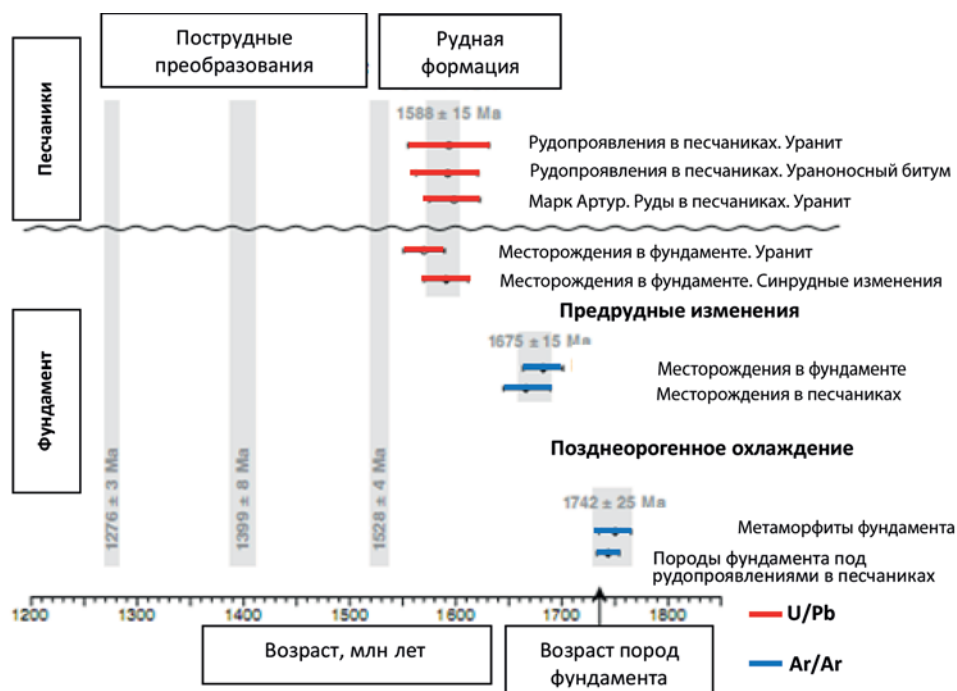 Пострудные
преобразования
Рудная
формация
Песчаники
1588 ± 15 Ma
Рудопроявления в песчаниках. Уранит
Рудопроявления в песчаниках. Ураноносный битум
Марк Артур. Руды в песчаниках. Уранит
Месторождения в фундаменте. Уранит
Месторождения в фундаменте. Синрудные изменения
Предрудные изменения
Фундамент
1675 ± 15 Ma
Месторождения в фундаменте
Месторождения в песчаниках
Позднеорогенное охлаждение
1276 ± 3 Ma
1399 ± 8 Ma
1528 ± 4 Ma
1742 ± 25 Ma
Метаморфиты фундамента
Породы фундамента под
рудопроявлениями в песчаниках
1200 1300 1400 1500 1600 1700 1800
U/Pb
Возраст, млн лет
Возраст пород
фундамента
Ar/Ar